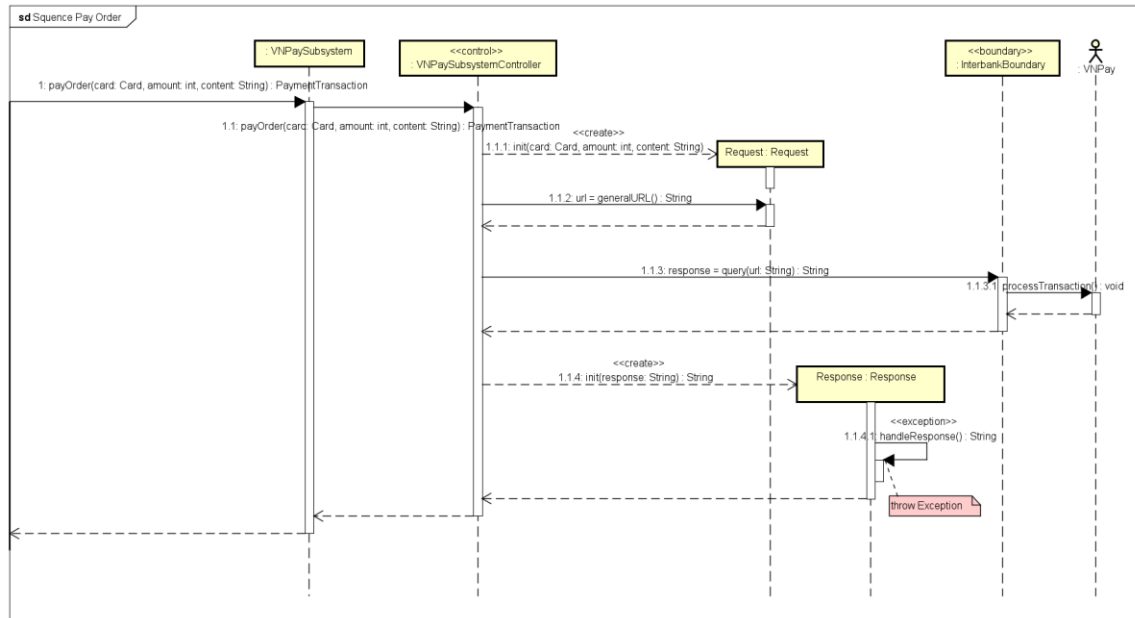 sd Squence Pay Order
: VNPaySubsystem
<<control>>
: VNPaySubsystemController
<<boundary>>
: InterbankBoundary
: VNPay
1: payOrder(card: Card, amount: int, content: String) : PaymentTransaction
1.1: payOrder(card: Card, amount: int, content: String) : PaymentTransaction
<<create>>
1.1.1: init(card: Card, amount: int, content: String)
Request : Request
1.1.2: url = generalURL() : String
1.1.3: response = query(url: String) : String
1.1.3.1: processTransaction() : void
<<create>>
1.1.4: init(response: String) : String
Response : Response
<<exception>>
1.1.4.1: handleResponse() : String
throw Exception